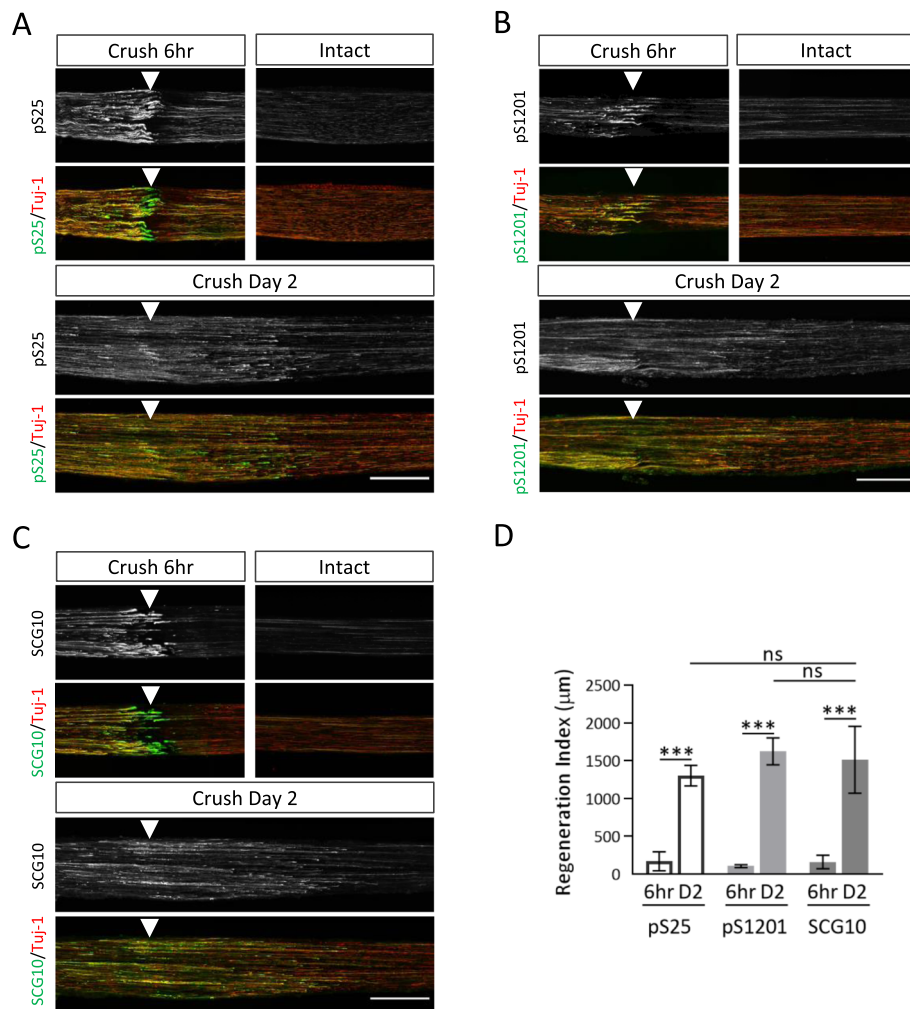 A
Crush 6hr
Intact
pS25
pS25/Tuj-1
Crush Day 2
pS25
pS25/Tuj-1
B
Crush 6hr
Intact
pS1201
pS1201/Tuj-1
Crush Day 2
pS1201
pS1201/Tuj-1
C
Crush 6hr
Intact
SCG10
SCG10/Tuj-1
Crush Day 2
SCG10
SCG10/Tuj-1
D
ns
ns
Regeneration Index (μm)
2500
2000
1500
1000
500
0
***
***
***
6hr D2 6hr D2 6hr D2
pS25 pS1201 SCG10